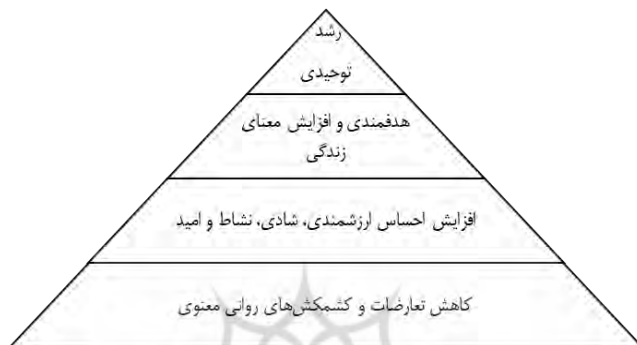 رشد
توحیدی
هدفمندی و افزایش معنای
زندگی
افزایش احساس ارزشمندی، شادی، نشاط و امید
کاهش تعارضات و کشمکش‌های روانی معنوی